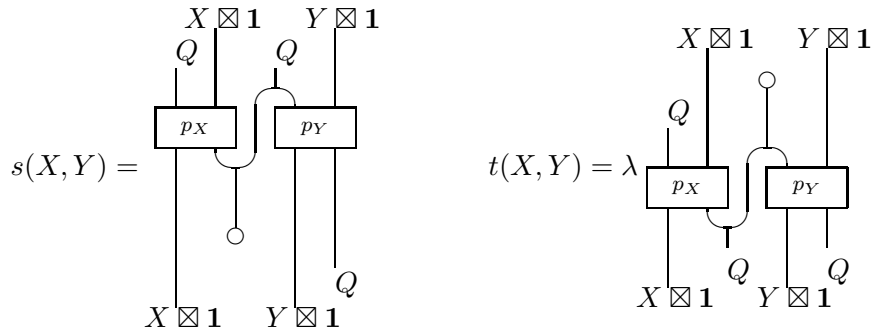 X ⊠ 1 Y ⊠ 1
Q Q
p_X p_Y
s(X, Y) =
Q
X ⊠ 1 Y ⊠ 1
X ⊠ 1 Y ⊠ 1
Q
t(X, Y) = λ
p_X p_Y
Q Q
X ⊠ 1 Y ⊠ 1